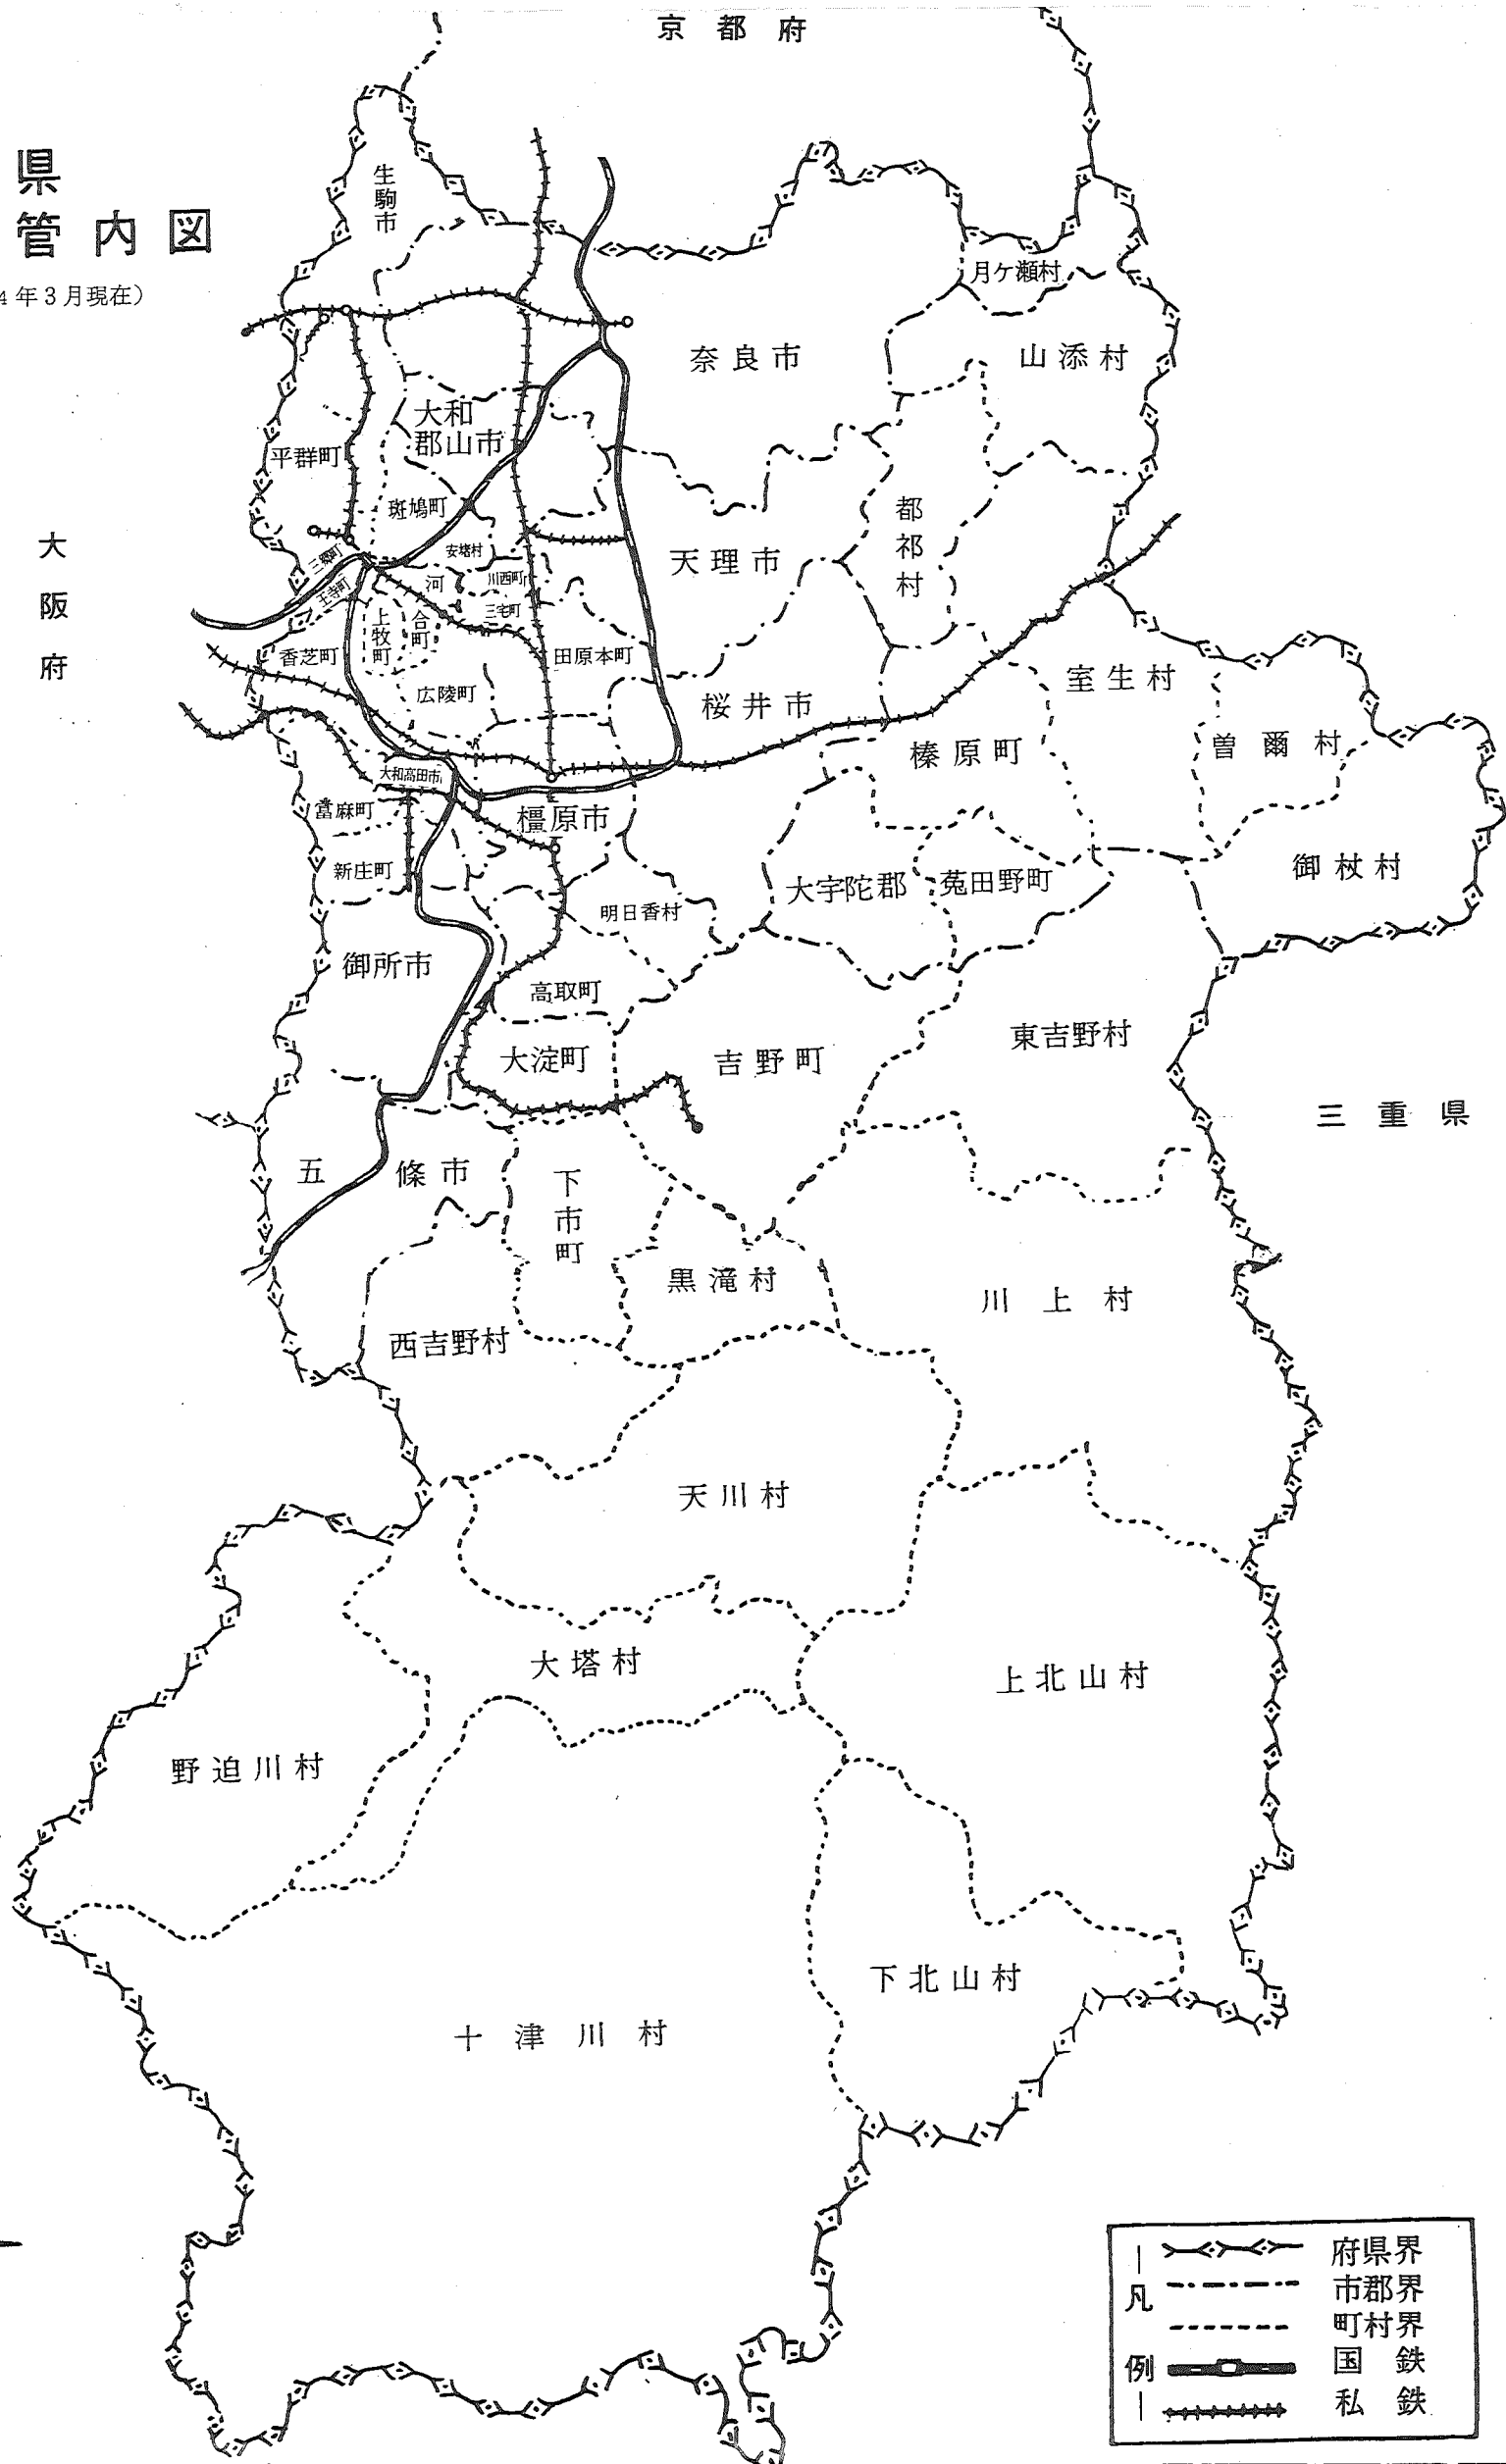 京都府
県
管内図
4年3月現在）
大阪府
三重県
生駒市
月ケ瀬村
奈良市
山添村
大和
郡山市
平群町
斑鳩町
都祁村
安堵村
天理市
三郷町
川西町
河合町
王寺町
三宅町
上牧町
香芝町
田原本町
広陵町
桜井市
室生村
曽爾村
榛原町
大和高田市
當麻町
橿原市
新庄町
大宇陀郡
菟田野町
御杖村
明日香村
御所市
高取町
東吉野村
大淀町
吉野町
五條市
下市町
黒滝村
川上村
西吉野村
天川村
大塔村
上北山村
野迫川村
下北山村
十津川村
凡例
府県界
市郡界
町村界
国鉄
私鉄